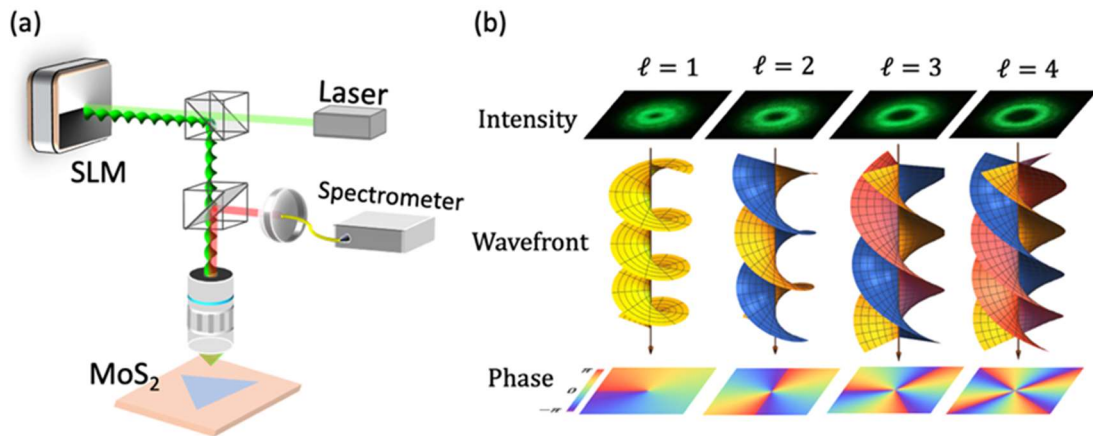 (a)
SLM
Laser
Spectrometer
MoS₂
(b)
ℓ = 1 ℓ = 2 ℓ = 3 ℓ = 4
Intensity
Wavefront
Phase
π
0
−π